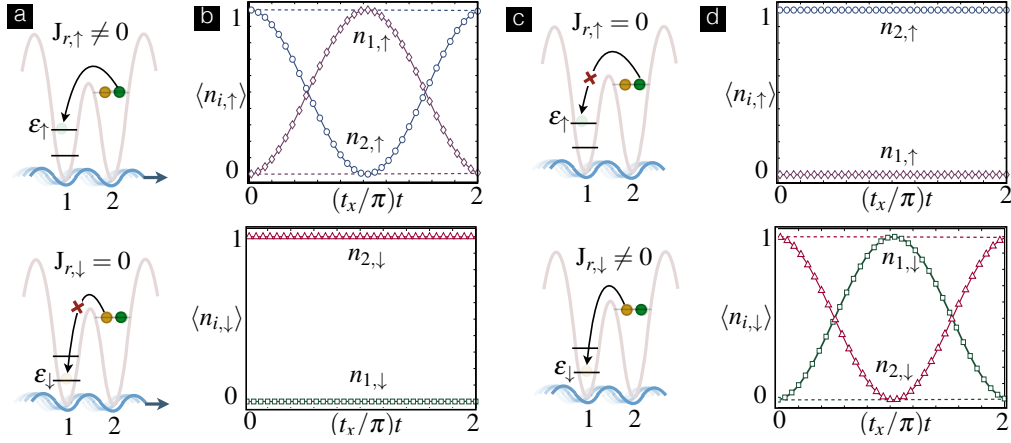 a
J_{r,↑} ≠ 0
ε_↑
1 2
J_{r,↓} = 0
ε_↓
1 2
b
1
n_{1,↑}
⟨n_{i,↑}⟩
n_{2,↑}
0
0 (t_x/π)t 2
1
n_{2,↓}
⟨n_{i,↓}⟩
n_{1,↓}
0
0 (t_x/π)t 2
c
J_{r,↑} = 0
ε_↑
1 2
J_{r,↓} ≠ 0
ε_↓
1 2
d
1
n_{2,↑}
⟨n_{i,↑}⟩
n_{1,↑}
0
0 (t_x/π)t 2
1
n_{1,↓}
⟨n_{i,↓}⟩
n_{2,↓}
0
0 (t_x/π)t 2